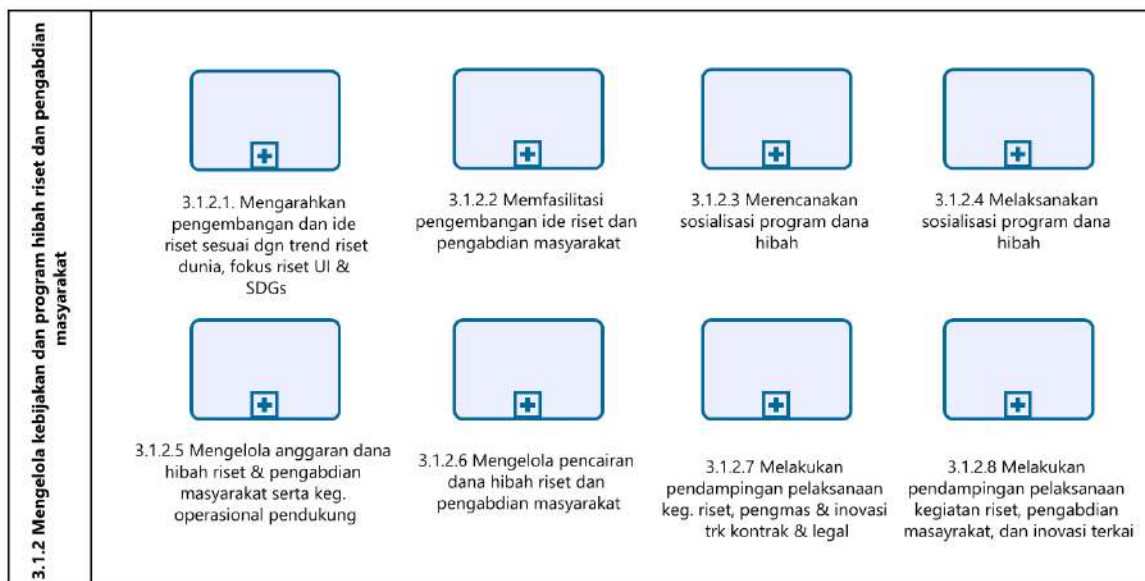 3.1.2 Mengelola kebijakan dan program hibah riset dan pengabdian
masyarakat
3.1.2.1. Mengarahkan
pengembangan dan ide
riset sesuai dgn trend riset
dunia, fokus riset UI &
SDGs
3.1.2.2 Memfasilitasi
pengembangan ide riset dan
pengabdian masyarakat
3.1.2.3 Merencanakan
sosialisasi program dana
hibah
3.1.2.4 Melaksanakan
sosialisasi program dana
hibah
3.1.2.5 Mengelola anggaran dana
hibah riset & pengabdian
masyarakat serta keg.
operasional pendukung
3.1.2.6 Mengelola pencairan
dana hibah riset dan
pengabdian masyarakat
3.1.2.7 Melakukan
pendampingan pelaksanaan
keg. riset, pengmas & inovasi
trk kontrak & legal
3.1.2.8 Melakukan
pendampingan pelaksanaan
kegiatan riset, pengabdian
masayrakat, dan inovasi terkai